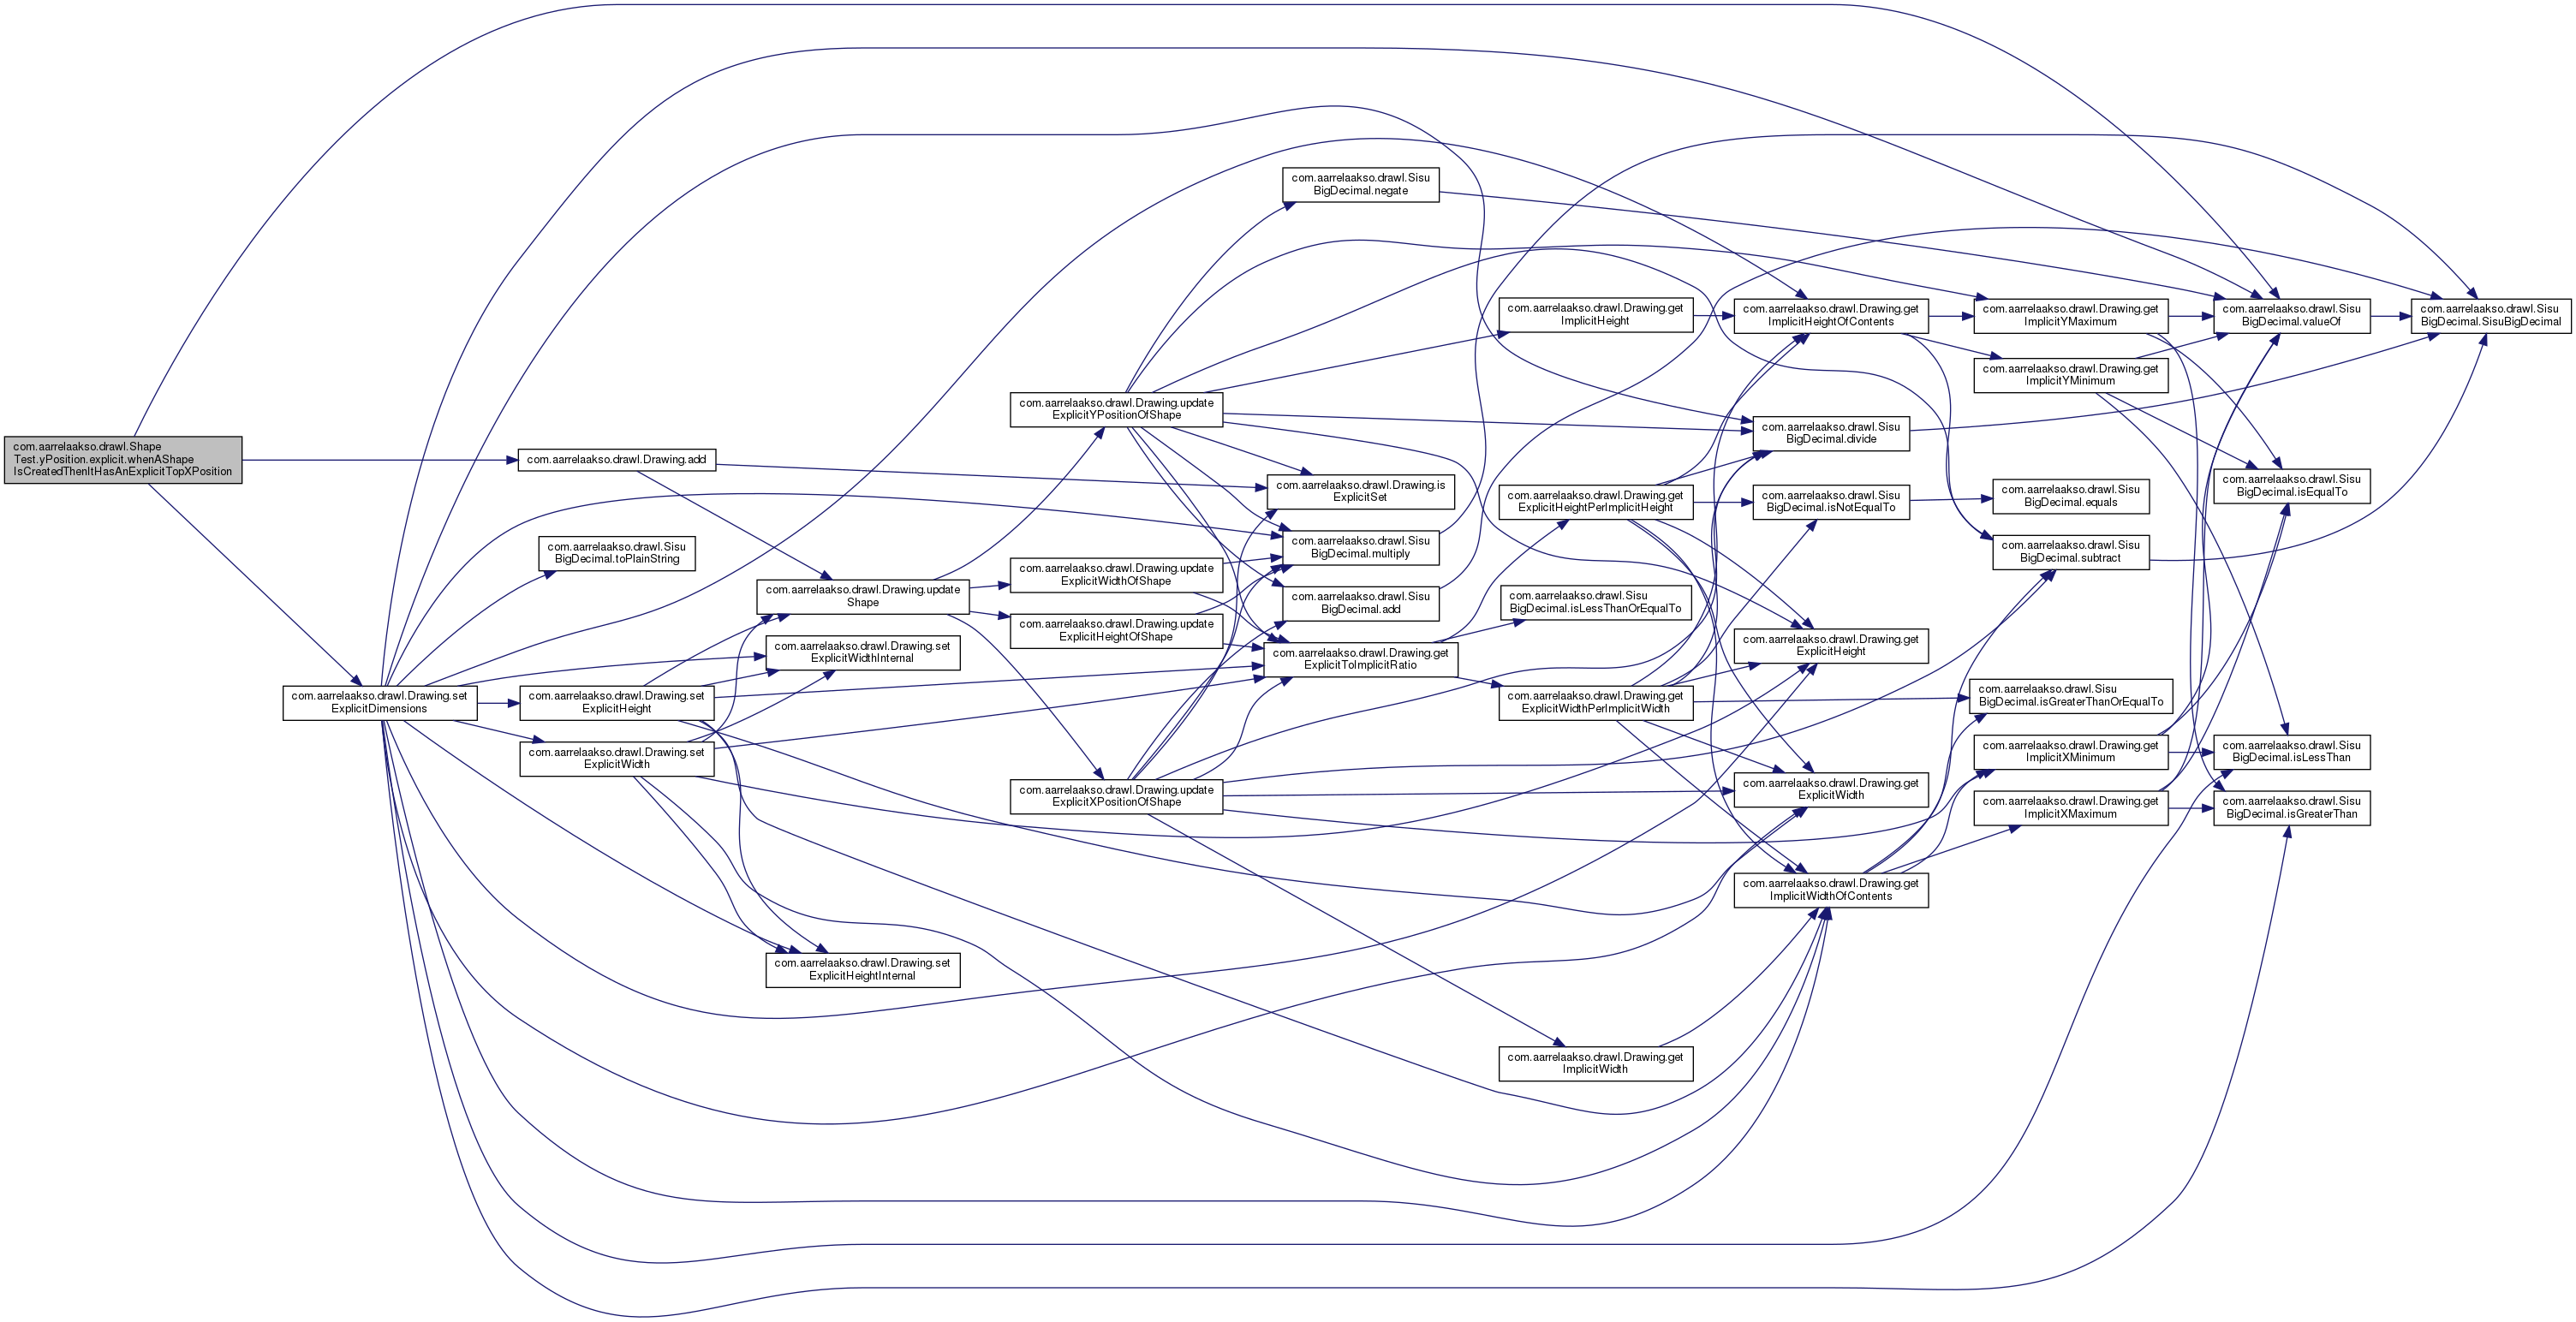 com.aarrelaakso.drawl.Shape
Test.yPosition.explicit.whenAShape
IsCreatedThenItHasAnExplicitTopXPosition
com.aarrelaakso.drawl.Drawing.add
com.aarrelaakso.drawl.Drawing.set
ExplicitDimensions
com.aarrelaakso.drawl.Sisu
BigDecimal.toPlainString
com.aarrelaakso.drawl.Drawing.set
ExplicitHeight
com.aarrelaakso.drawl.Drawing.set
ExplicitWidth
com.aarrelaakso.drawl.Drawing.update
Shape
com.aarrelaakso.drawl.Drawing.set
ExplicitWidthInternal
com.aarrelaakso.drawl.Drawing.set
ExplicitHeightInternal
com.aarrelaakso.drawl.Drawing.update
ExplicitYPositionOfShape
com.aarrelaakso.drawl.Drawing.update
ExplicitWidthOfShape
com.aarrelaakso.drawl.Drawing.update
ExplicitHeightOfShape
com.aarrelaakso.drawl.Drawing.update
ExplicitXPositionOfShape
com.aarrelaakso.drawl.Sisu
BigDecimal.negate
com.aarrelaakso.drawl.Drawing.is
ExplicitSet
com.aarrelaakso.drawl.Sisu
BigDecimal.multiply
com.aarrelaakso.drawl.Sisu
BigDecimal.add
com.aarrelaakso.drawl.Drawing.get
ExplicitToImplicitRatio
com.aarrelaakso.drawl.Drawing.get
ImplicitHeight
com.aarrelaakso.drawl.Drawing.get
ExplicitHeightPerImplicitHeight
com.aarrelaakso.drawl.Sisu
BigDecimal.isLessThanOrEqualTo
com.aarrelaakso.drawl.Drawing.get
ExplicitWidthPerImplicitWidth
com.aarrelaakso.drawl.Drawing.get
ImplicitWidth
com.aarrelaakso.drawl.Drawing.get
ImplicitHeightOfContents
com.aarrelaakso.drawl.Sisu
BigDecimal.divide
com.aarrelaakso.drawl.Sisu
BigDecimal.isNotEqualTo
com.aarrelaakso.drawl.Drawing.get
ExplicitHeight
com.aarrelaakso.drawl.Drawing.get
ExplicitWidth
com.aarrelaakso.drawl.Drawing.get
ImplicitWidthOfContents
com.aarrelaakso.drawl.Drawing.get
ImplicitYMaximum
com.aarrelaakso.drawl.Drawing.get
ImplicitYMinimum
com.aarrelaakso.drawl.Sisu
BigDecimal.equals
com.aarrelaakso.drawl.Sisu
BigDecimal.subtract
com.aarrelaakso.drawl.Sisu
BigDecimal.isGreaterThanOrEqualTo
com.aarrelaakso.drawl.Drawing.get
ImplicitXMinimum
com.aarrelaakso.drawl.Drawing.get
ImplicitXMaximum
com.aarrelaakso.drawl.Sisu
BigDecimal.valueOf
com.aarrelaakso.drawl.Sisu
BigDecimal.isEqualTo
com.aarrelaakso.drawl.Sisu
BigDecimal.isLessThan
com.aarrelaakso.drawl.Sisu
BigDecimal.isGreaterThan
com.aarrelaakso.drawl.Sisu
BigDecimal.SisuBigDecimal